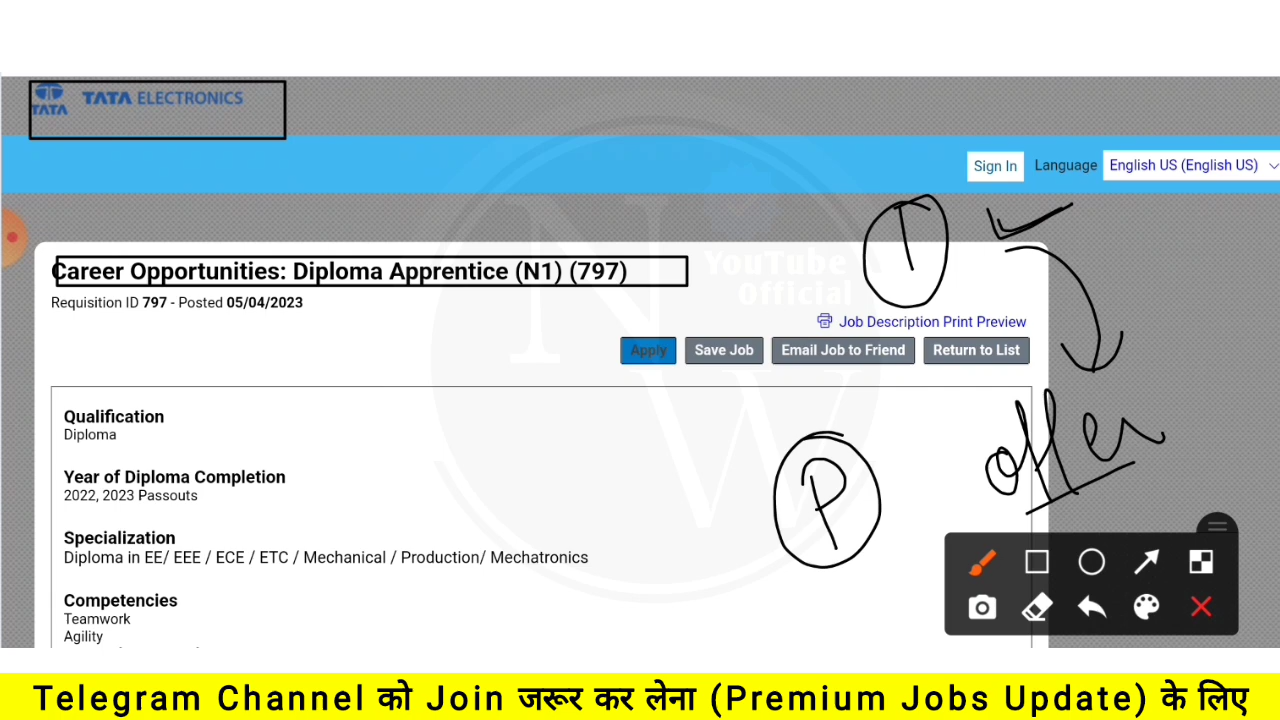 TATA
TATA ELECTRONICS
Sign In Language English US (English US)
Career Opportunities: Diploma Apprentice (N1) (797)
YouTube
Official
Requisition ID 797 - Posted 05/04/2023
Job Description Print Preview
Apply Save Job Email Job to Friend Return to List
NW
Qualification
Diploma
offer
Year of Diploma Completion
2022, 2023 Passouts
P
Specialization
Diploma in EE/ EEE / ECE / ETC / Mechanical / Production/ Mechatronics
Competencies
Teamwork
Agility
Telegram Channel को Join जरूर कर लेना (Premium Jobs Update) के लिए